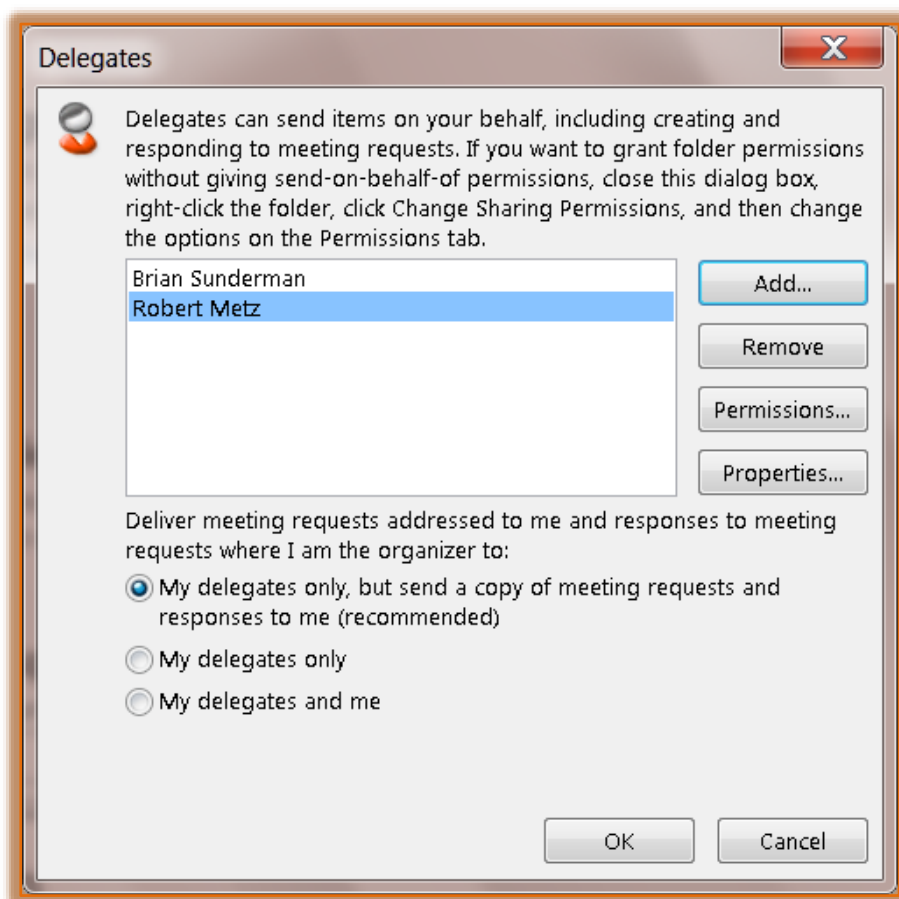 Delegates
X
Delegates can send items on your behalf, including creating and
responding to meeting requests. If you want to grant folder permissions
without giving send-on-behalf-of permissions, close this dialog box,
right-click the folder, click Change Sharing Permissions, and then change
the options on the Permissions tab.
Brian Sunderman
Robert Metz
Add...
Remove
Permissions...
Properties...
Deliver meeting requests addressed to me and responses to meeting
requests where I am the organizer to:
My delegates only, but send a copy of meeting requests and
responses to me (recommended)
My delegates only
My delegates and me
OK
Cancel